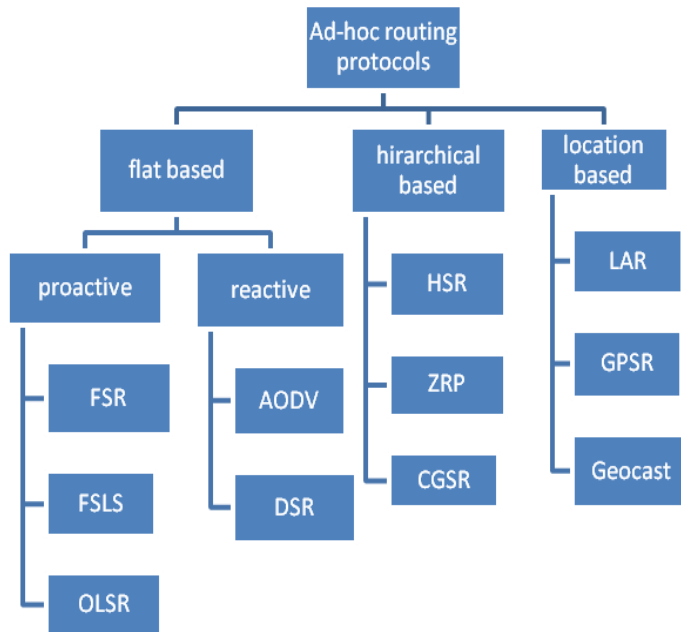 Ad-hoc routing
protocols
flat based
hirarchical
based
location
based
proactive
reactive
HSR
LAR
FSR
AODV
ZRP
GPSR
FSLS
DSR
CGSR
Geocast
OLSR